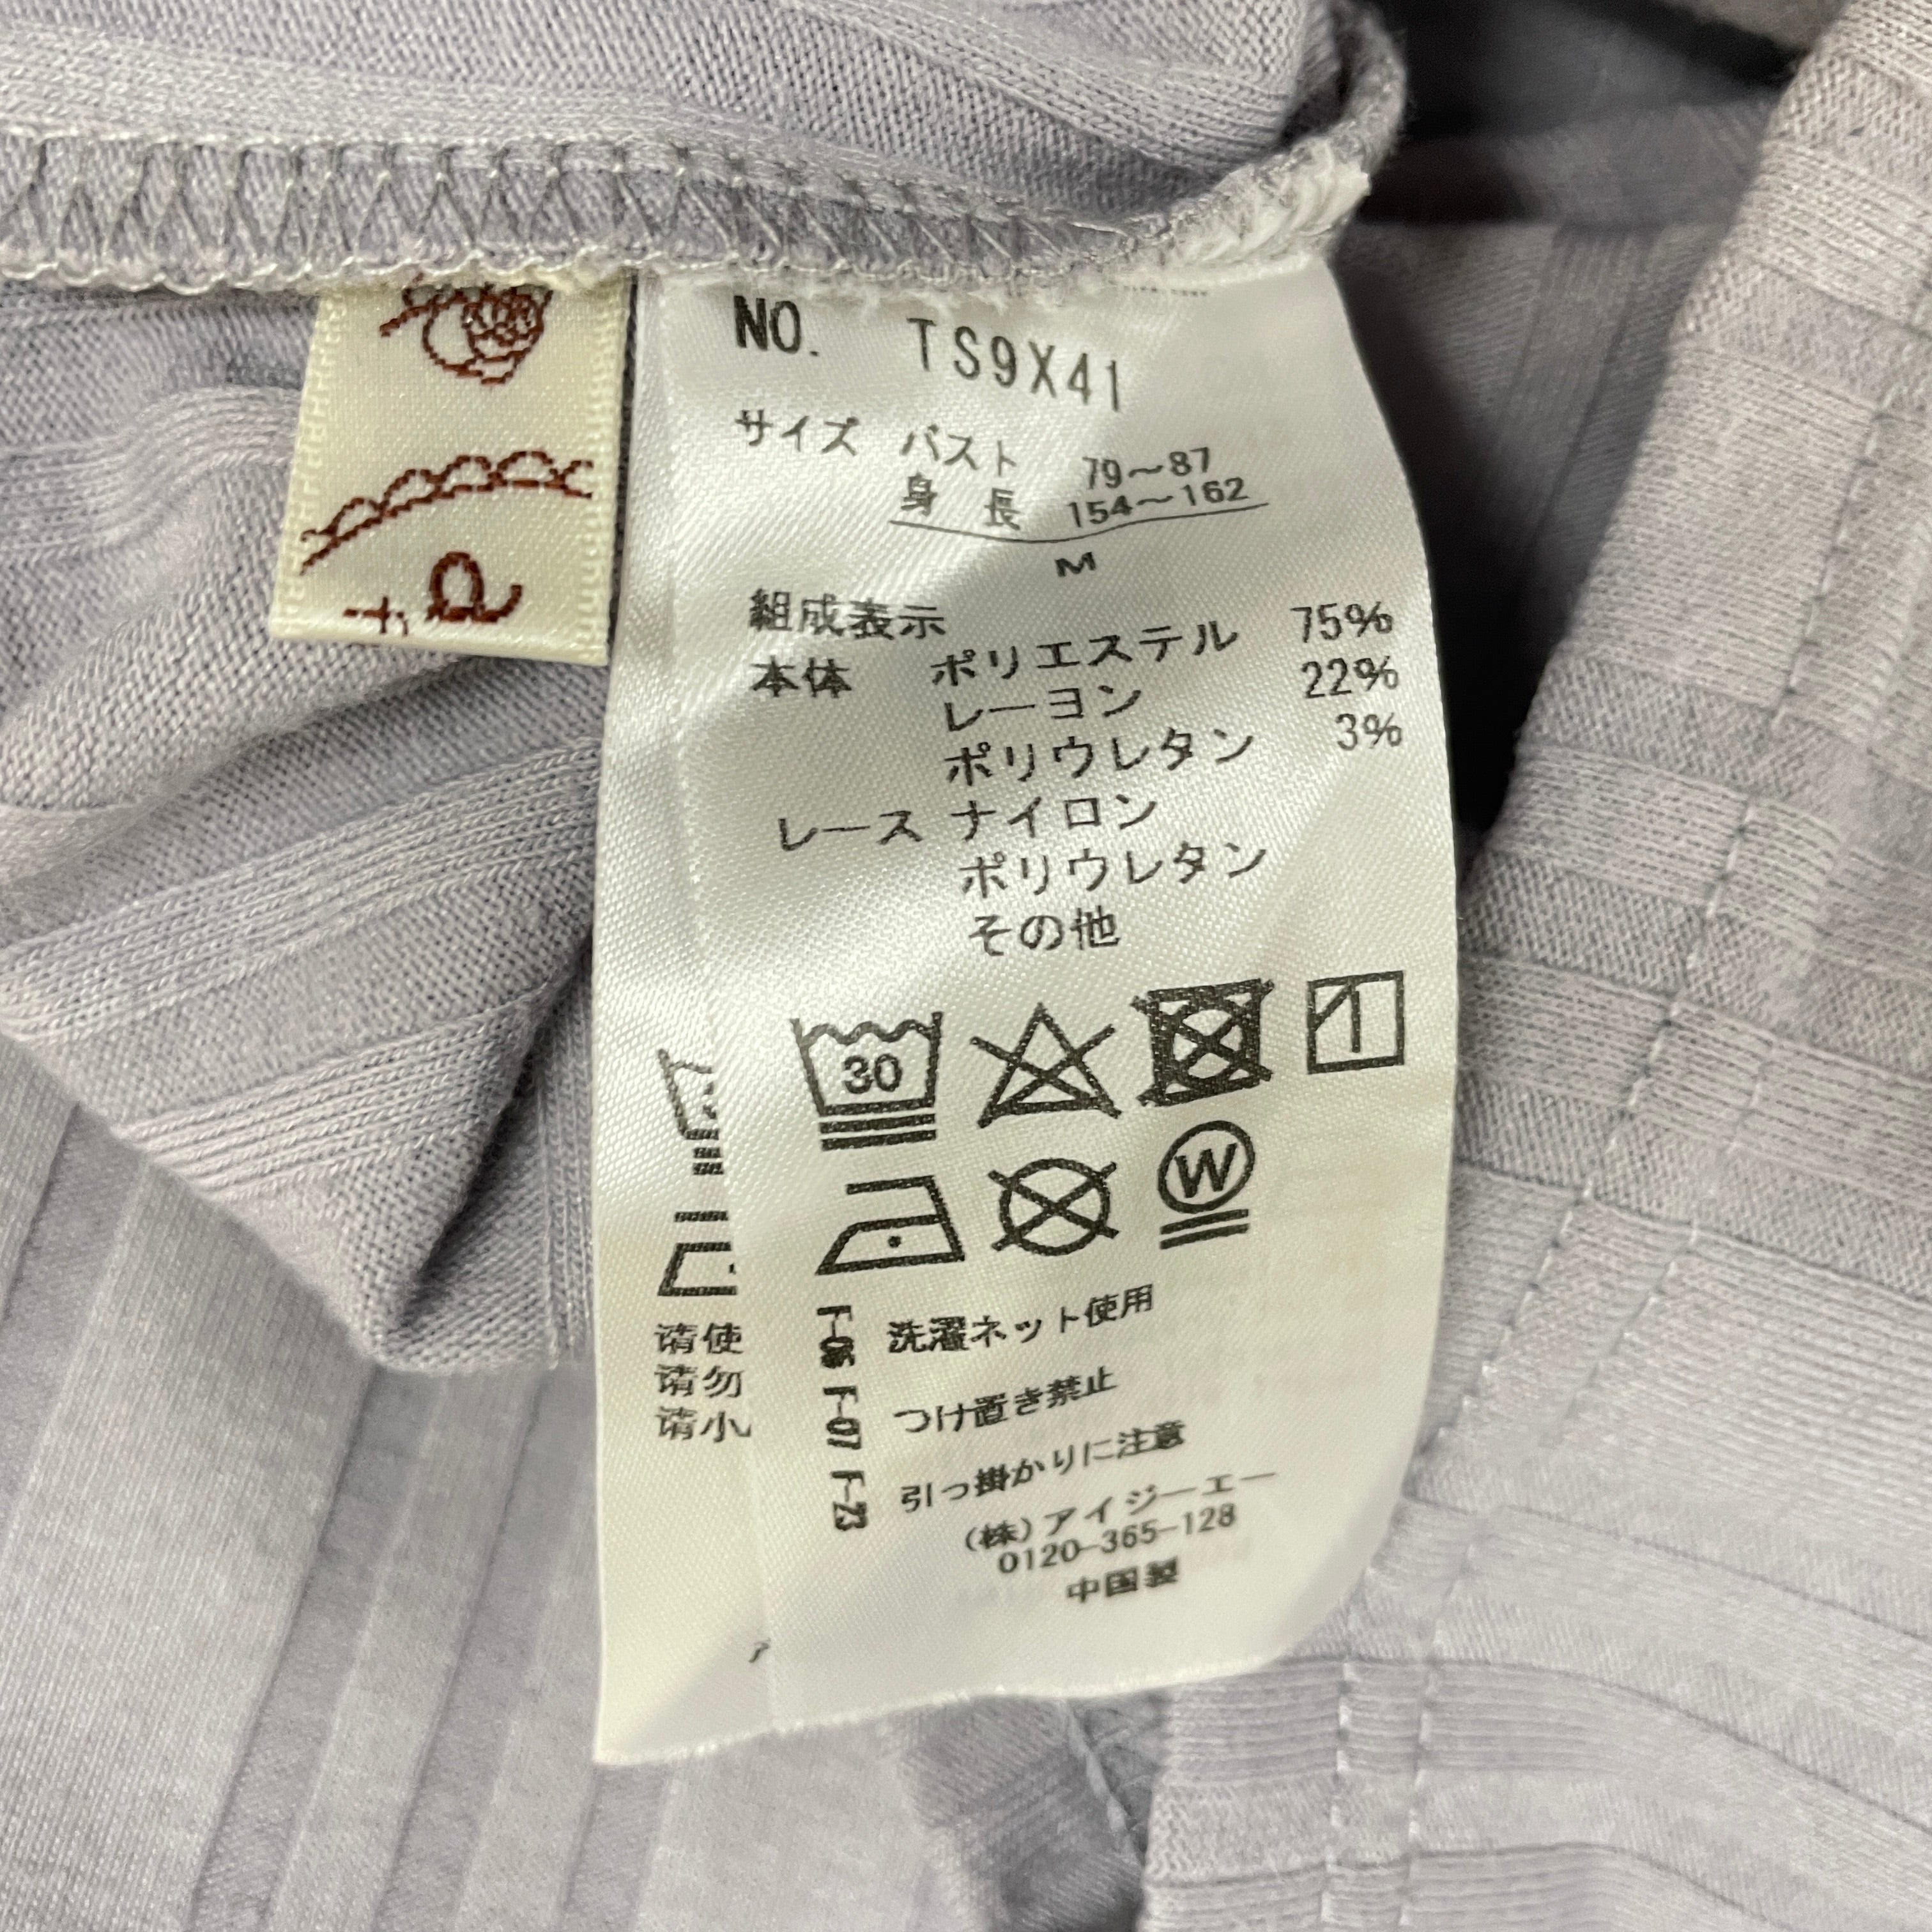 NO. TS9X41
サイズ バスト 79〜87
身長 154〜162
M
組成表示
本体 ポリエステル 75%
レーヨン 22%
ポリウレタン 3%
レース ナイロン
ポリウレタン
その他
30
W
F-06 洗濯ネット使用
F-07 つけ置き禁止
F-23 引っ掛かりに注意
(株)アイジーエー
0120-365-128
中国製
请使
请勿
请小